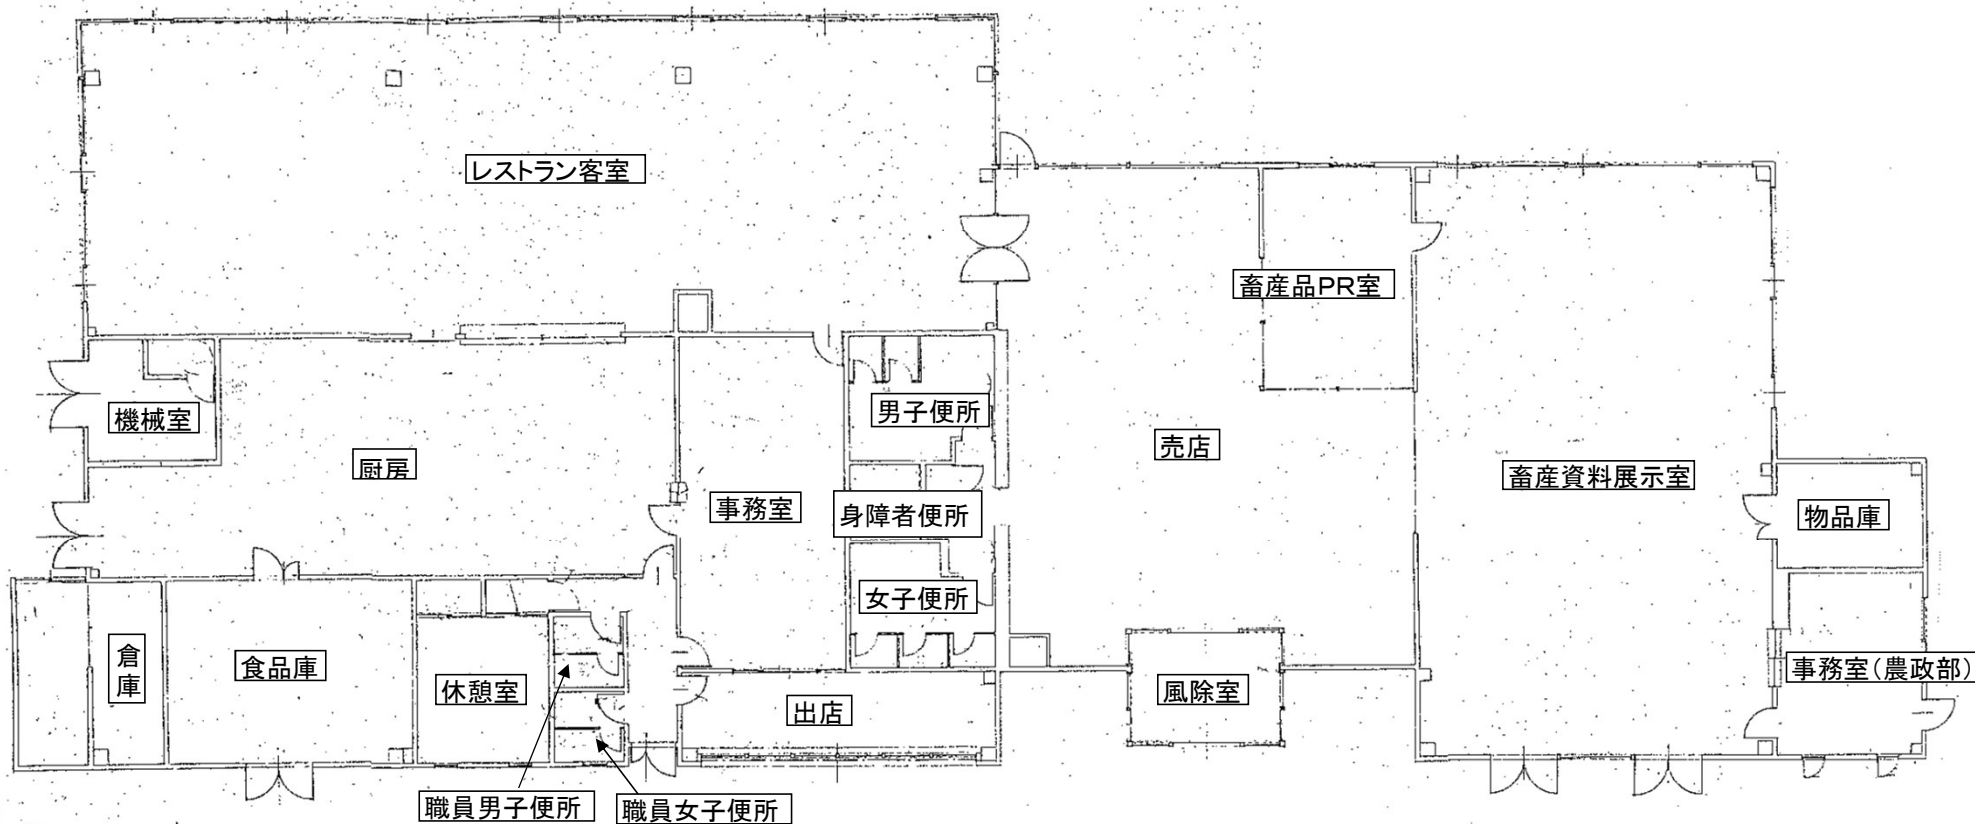 レストラン客室
畜産品PR室
機械室
男子便所
厨房
売店
畜産資料展示室
事務室
身障者便所
物品庫
女子便所
倉庫
食品庫
休憩室
風除室
事務室(農政部)
出店
職員男子便所
職員女子便所